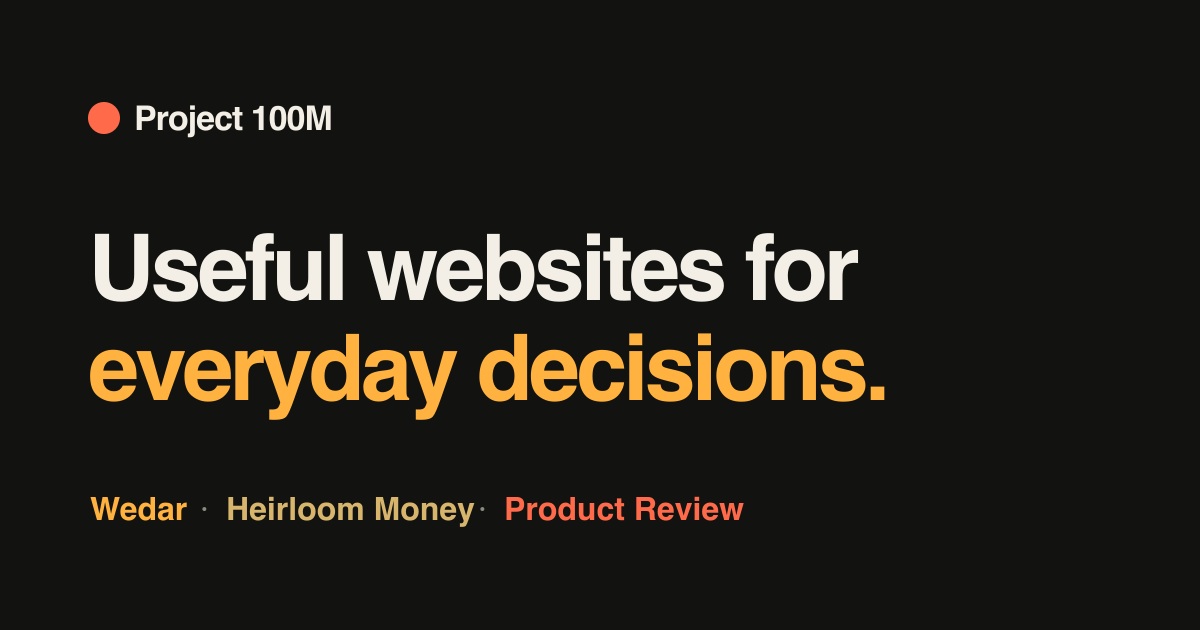 Project 100M
Useful websites for
everyday decisions.
Wedar · Heirloom Money · Product Review